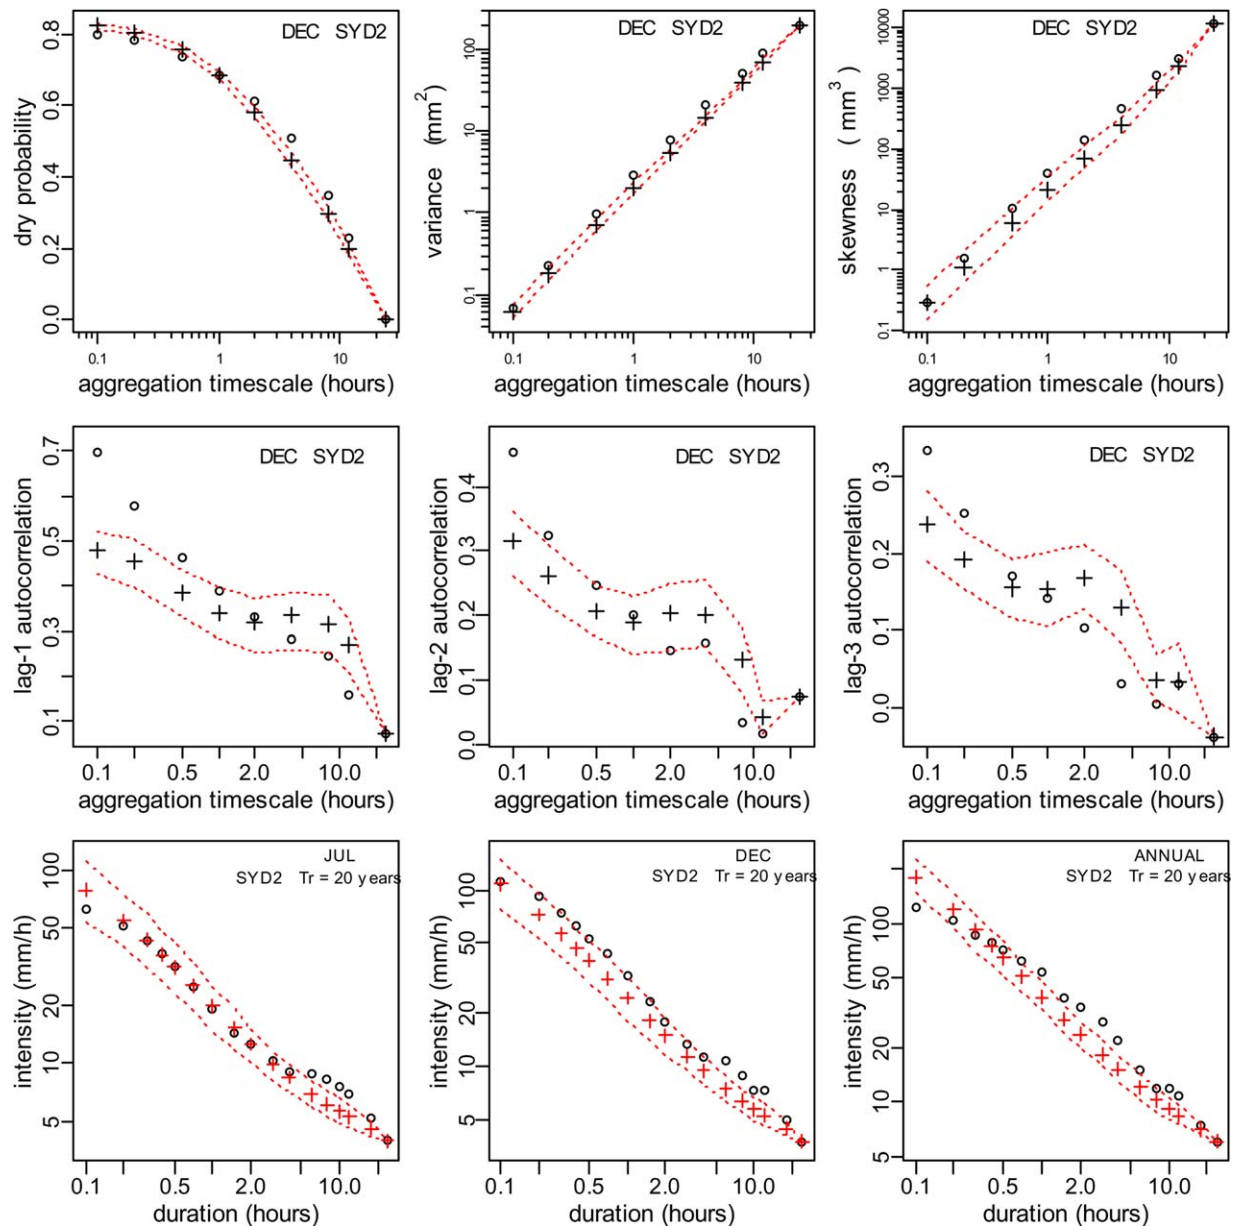 DEC SYD2
dry probability
0.8
0.6
0.4
0.2
0.0
0.1 1 10
aggregation timescale (hours)
DEC SYD2
variance (mm²)
100
10
1
0.1
0.1 1 10
aggregation timescale (hours)
DEC SYD2
skewness ( mm³)
10000
1000
100
10
1
0.1
0.1 1 10
aggregation timescale (hours)
DEC SYD2
lag-1 autocorrelation
0.7
0.5
0.3
0.1
0.1 0.5 2.0 10.0
aggregation timescale (hours)
DEC SYD2
lag-2 autocorrelation
0.4
0.3
0.2
0.1
0.0
0.1 0.5 2.0 10.0
aggregation timescale (hours)
DEC SYD2
lag-3 autocorrelation
0.3
0.2
0.1
0.0
0.1 0.5 2.0 10.0
aggregation timescale (hours)
JUL
SYD2 Tr = 20 years
intensity (mm/h)
100
50
20
10
5
0.1 0.5 2.0 10.0
duration (hours)
DEC
SYD2 Tr = 20 years
intensity (mm/h)
100
50
20
10
5
0.1 0.5 2.0 10.0
duration (hours)
ANNUAL
SYD2 Tr = 20 years
intensity (mm/h)
100
50
20
10
5
0.1 0.5 2.0 10.0
duration (hours)